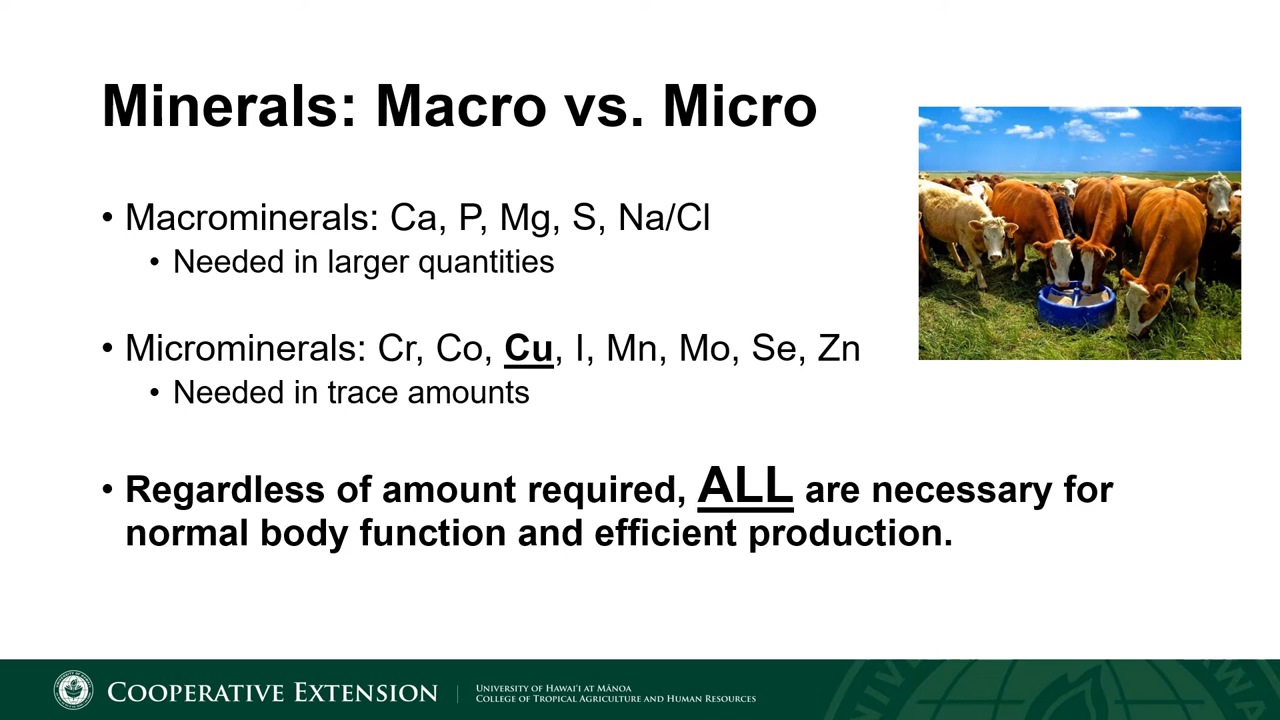 Minerals: Macro vs. Micro
• Macrominerals: Ca, P, Mg, S, Na/Cl
• Needed in larger quantities
• Microminerals: Cr, Co, Cu, I, Mn, Mo, Se, Zn
• Needed in trace amounts
• Regardless of amount required, ALL are necessary for
normal body function and efficient production.
COOPERATIVE EXTENSION
UNIVERSITY OF HAWAIʻI AT MĀNOA
COLLEGE OF TROPICAL AGRICULTURE AND HUMAN RESOURCES